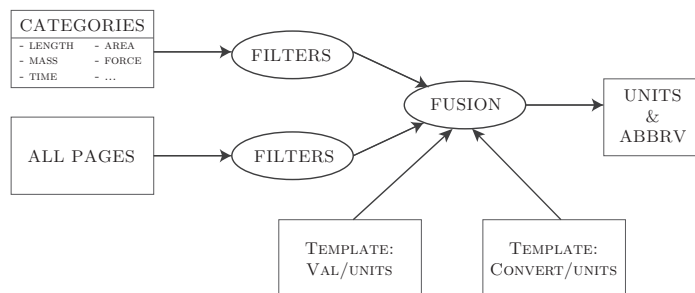 CATEGORIES
- LENGTH - AREA
- MASS - FORCE
- TIME - ...
FILTERS
FUSION
UNITS
&
ABBRV
ALL PAGES
FILTERS
TEMPLATE:
VAL/UNITS
TEMPLATE:
CONVERT/UNITS